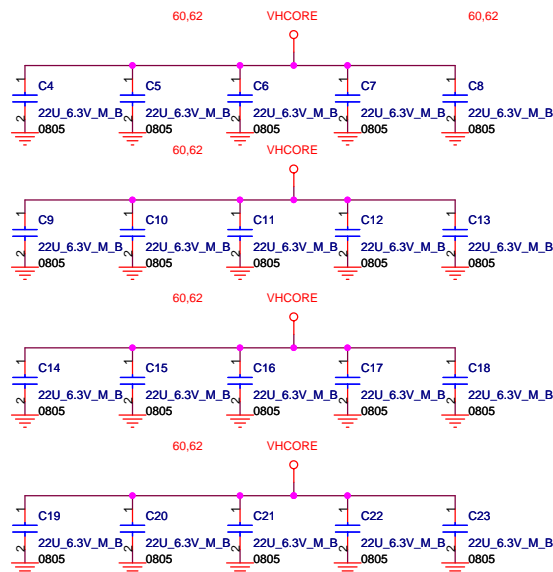 60,62 VHCORE 60,62
1 C4 1 C5 1 C6 1 C7 1 C8
22U_6.3V_M_B 22U_6.3V_M_B 22U_6.3V_M_B 22U_6.3V_M_B 22U_6.3V_M_B
2 0805 2 0805 2 0805 2 0805 2 0805
60,62 VHCORE
1 C9 1 C10 1 C11 1 C12 1 C13
22U_6.3V_M_B 22U_6.3V_M_B 22U_6.3V_M_B 22U_6.3V_M_B 22U_6.3V_M_B
2 0805 2 0805 2 0805 2 0805 2 0805
60,62 VHCORE
1 C14 1 C15 1 C16 1 C17 1 C18
22U_6.3V_M_B 22U_6.3V_M_B 22U_6.3V_M_B 22U_6.3V_M_B 22U_6.3V_M_B
2 0805 2 0805 2 0805 2 0805 2 0805
60,62 VHCORE
1 C19 1 C20 1 C21 1 C22 1 C23
22U_6.3V_M_B 22U_6.3V_M_B 22U_6.3V_M_B 22U_6.3V_M_B 22U_6.3V_M_B
2 0805 2 0805 2 0805 2 0805 2 0805